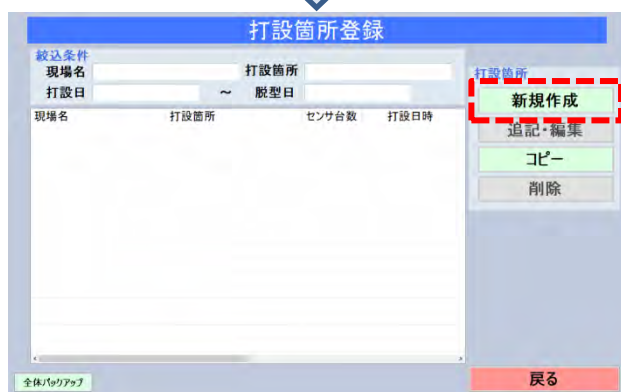 打設箇所登録
絞込条件
現場名 打設箇所
打設日 ～ 脱型日
現場名 打設箇所 センサ台数 打設日時
打設箇所
新規作成
追記・編集
コピー
削除
全体バックアップ
戻る